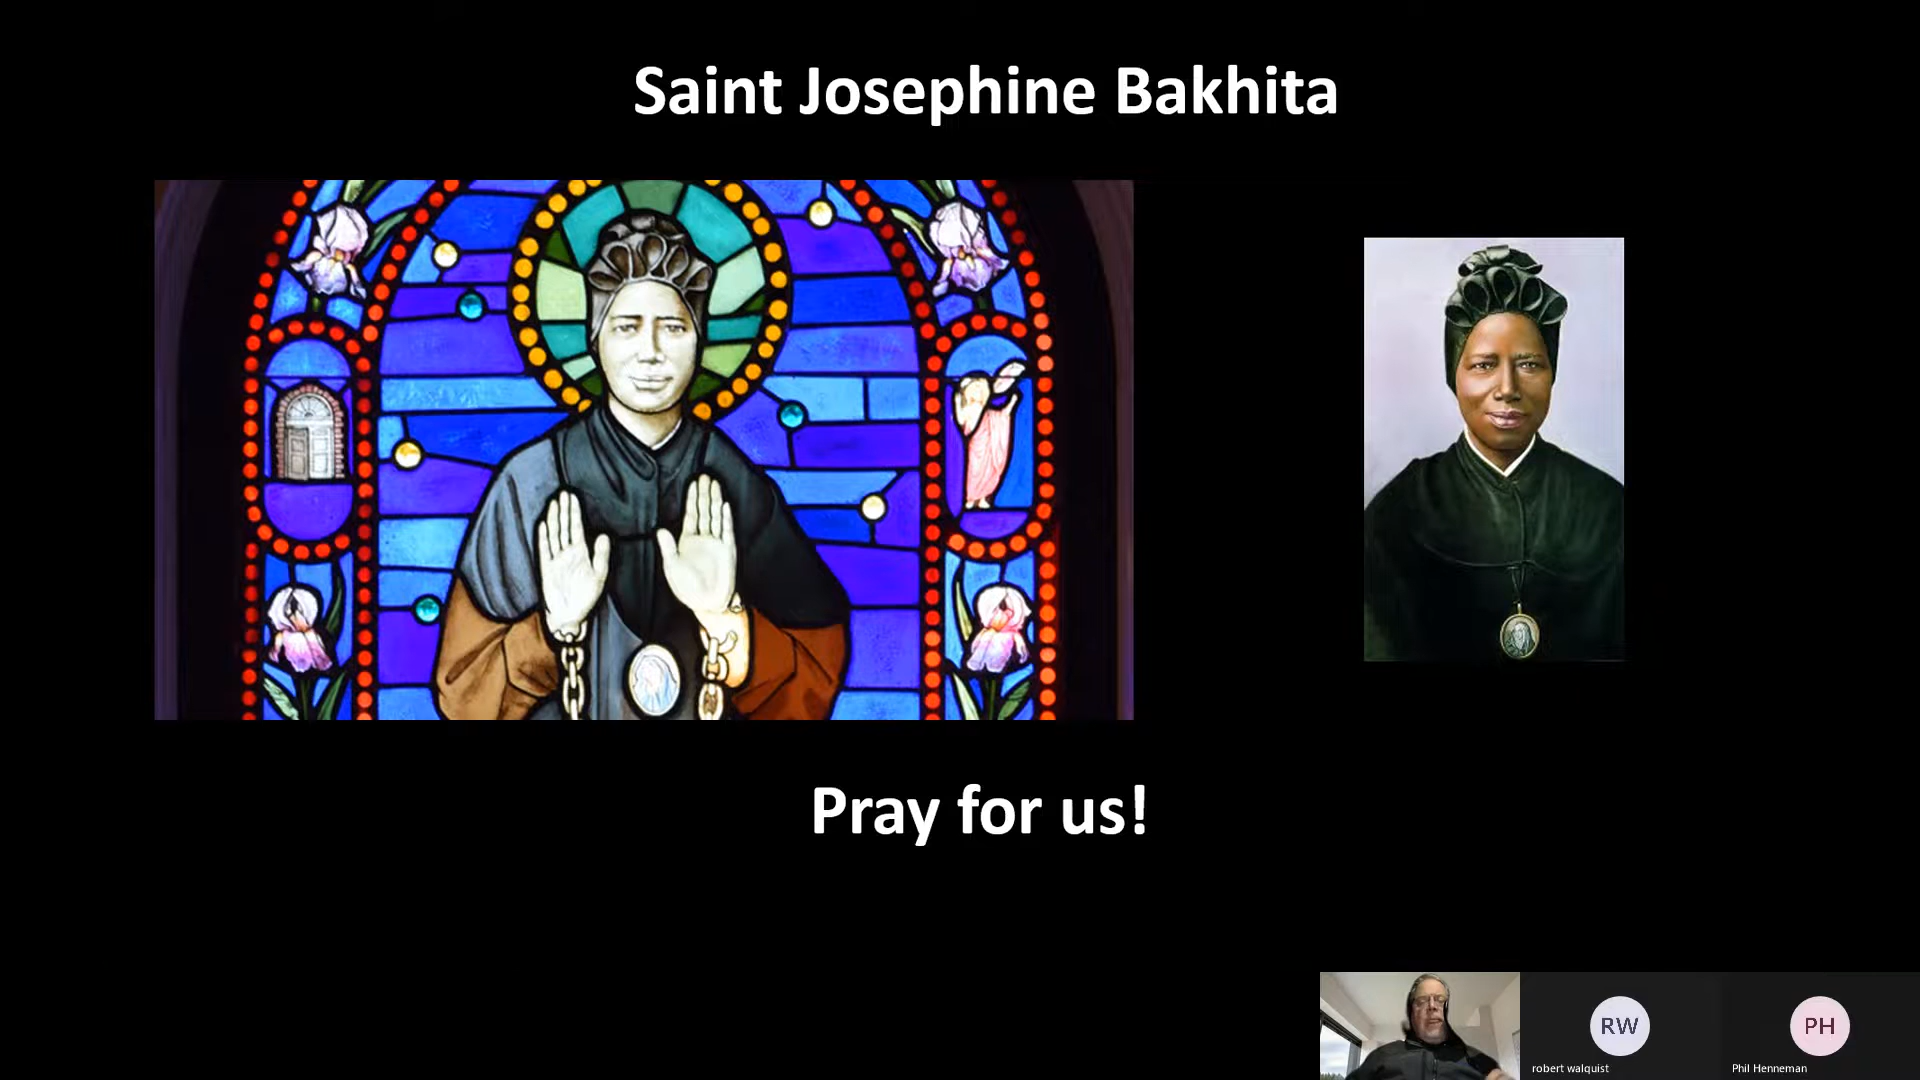 Saint Josephine Bakhita
Pray for us!
RW
PH
robert walquist
Phil Henneman